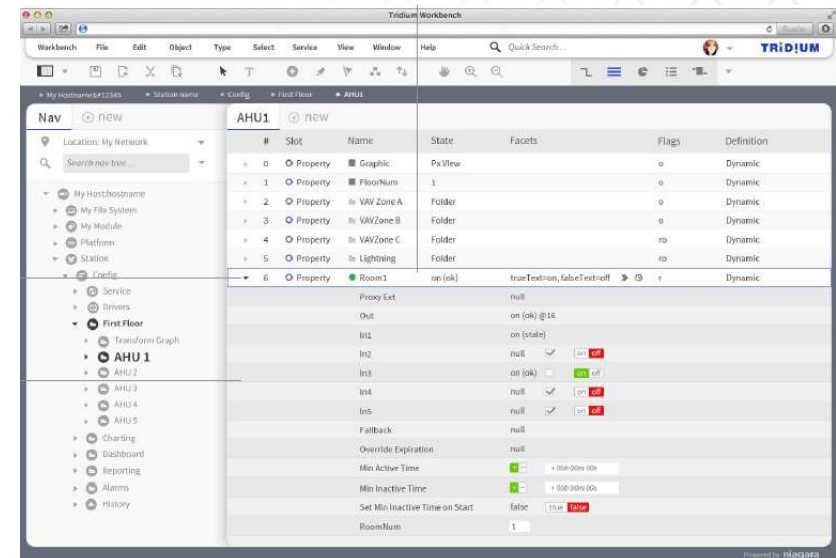 Tridium Workbench
Reader
Workbench File Edit Object Type Select Service View Window Help Quick Search ... TRIDIUM
My Hostname&#12345 Station name Config First Floor AHU1
Nav new
AHU1 new
Location: My Network
Search nav tree...
My Host:hostname
My File System
My Module
Platform
Station
Config
Service
Drivers
First Floor
Transform Graph
AHU 1
AHU 2
AHU 3
AHU 4
AHU 5
Charting
Dashboard
Reporting
Alarms
History
# Slot Name State Facets Flags Definition
0 Property Graphic Px View o Dynamic
1 Property FloorNum 1 o Dynamic
2 Property VAV Zone A Folder o Dynamic
3 Property VAVZone B Folder o Dynamic
4 Property VAVZone C Folder ro Dynamic
5 Property Lightning Folder ro Dynamic
6 Property Room1 on (ok) trueText=on, falseText=off r Dynamic
Proxy Ext null
Out on (ok) @16
In1 on (stale)
In2 null on off
In3 on (ok) on off
In4 null on off
In5 null on off
Fallback null
Override Expiration null
Min Active Time + - + 00h 00m 00s
Min Inactive Time + - + 00h 00m 00s
Set Min Inactive Time on Start false true false
RoomNum 1
Powered by niagara